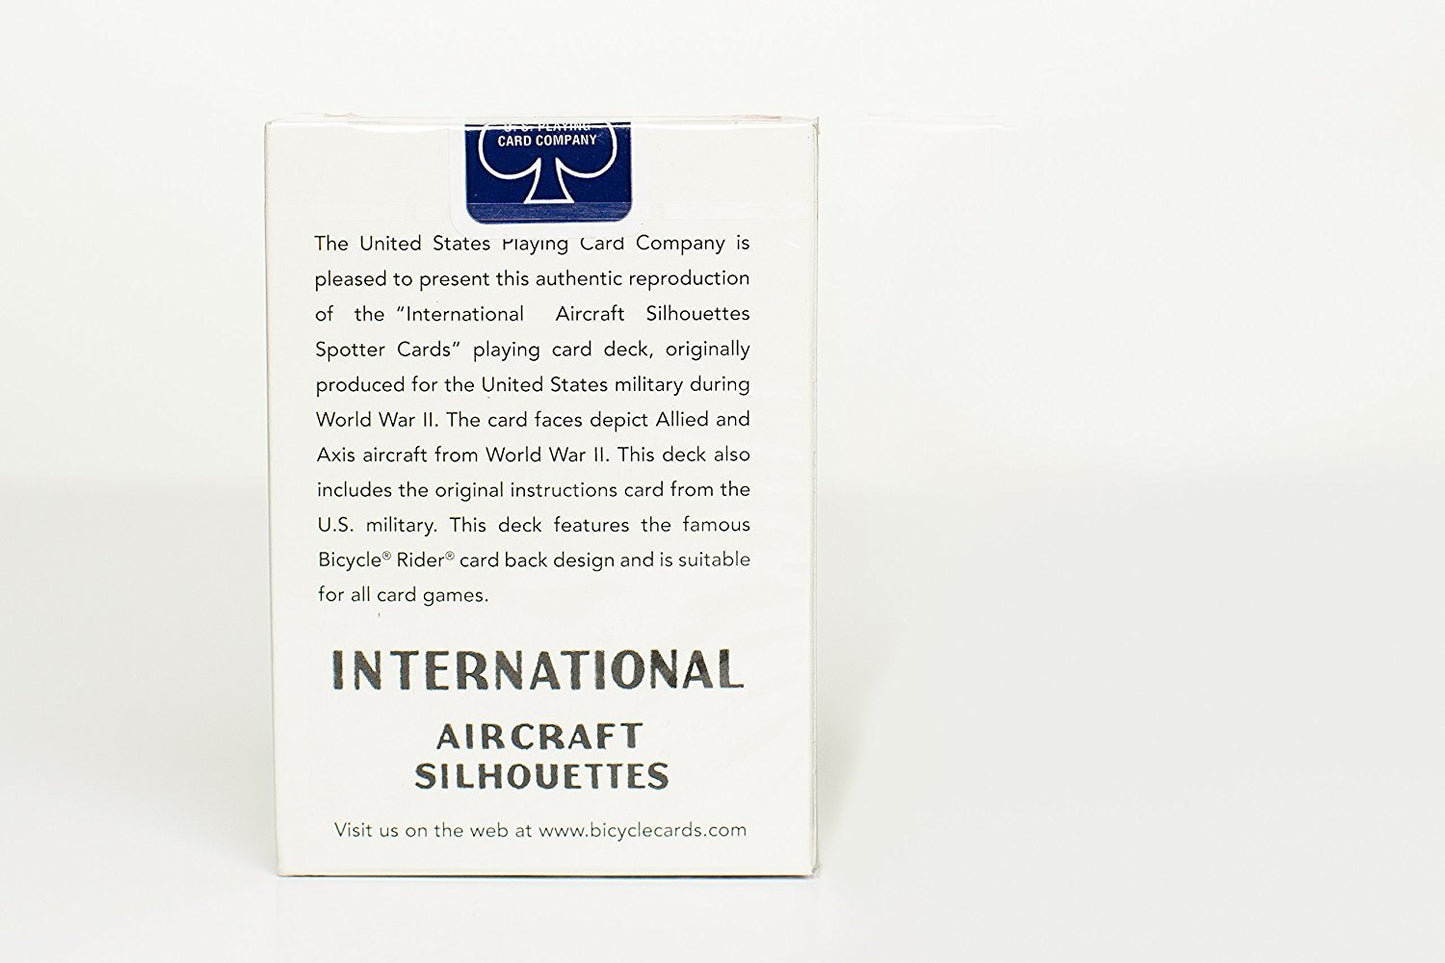 U. S. PLAYING
CARD COMPANY
The United States Playing Card Company is
pleased to present this authentic reproduction
of the “International Aircraft Silhouettes
Spotter Cards” playing card deck, originally
produced for the United States military during
World War II. The card faces depict Allied and
Axis aircraft from World War II. This deck also
includes the original instructions card from the
U.S. military. This deck features the famous
Bicycle® Rider® card back design and is suitable
for all card games.
INTERNATIONAL
AIRCRAFT
SILHOUETTES
Visit us on the web at www.bicyclecards.com